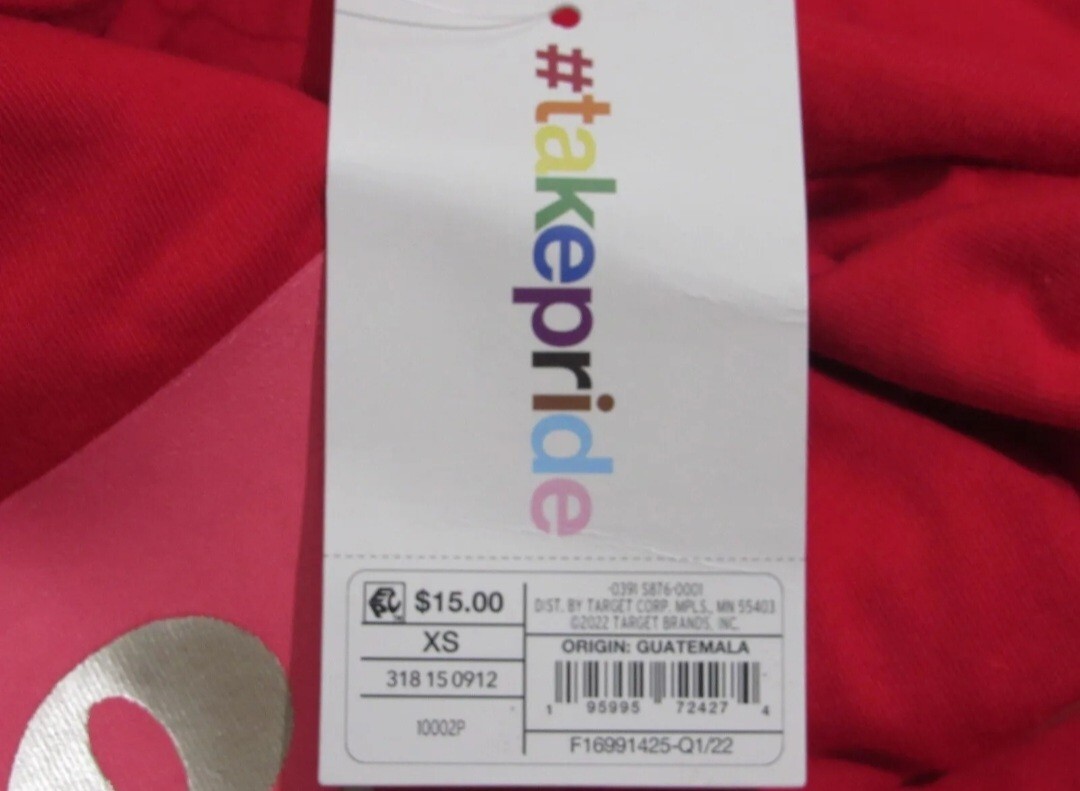 #takepride
$15.00
XS
318 15 0912
10002P
0391 5876-0001
DIST. BY TARGET CORP. MPLS., MN 55403
©2022 TARGET BRANDS, INC.
ORIGIN: GUATEMALA
1 95995 72427 4
F16991425-Q1/22